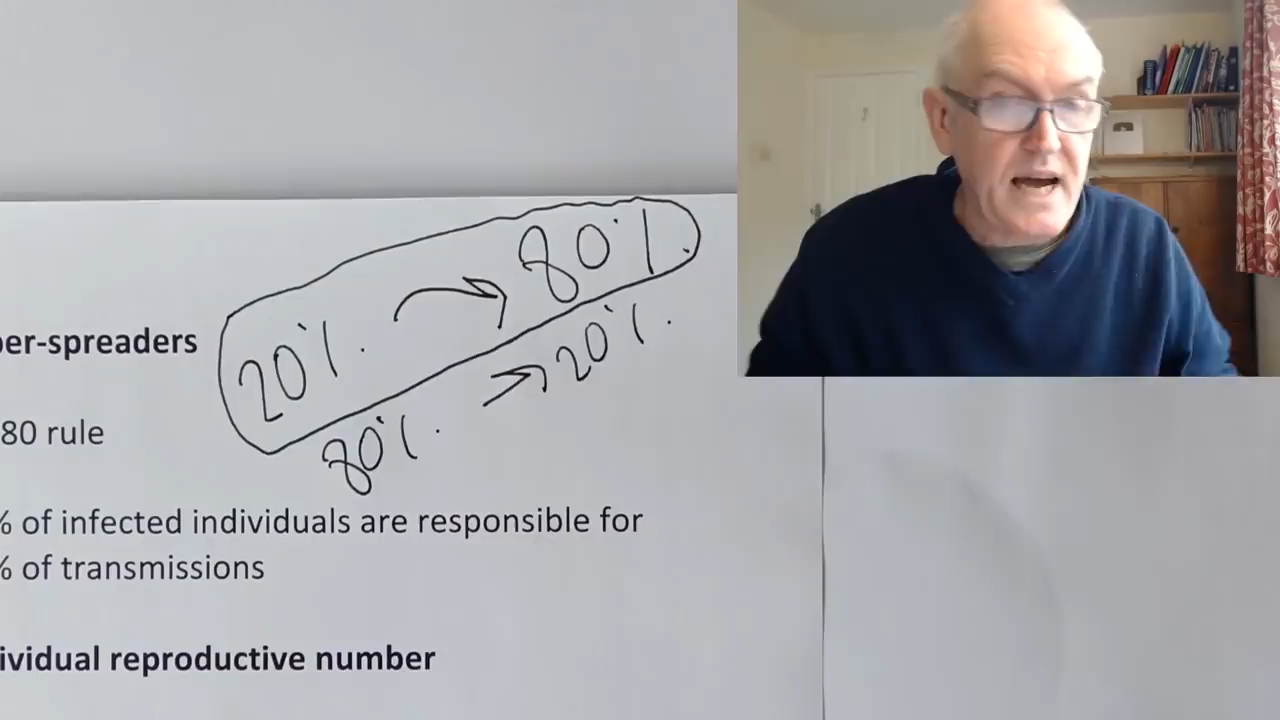 20% → 80%
80% → 20%
per-spreaders
80 rule
% of infected individuals are responsible for
% of transmissions
ividual reproductive number